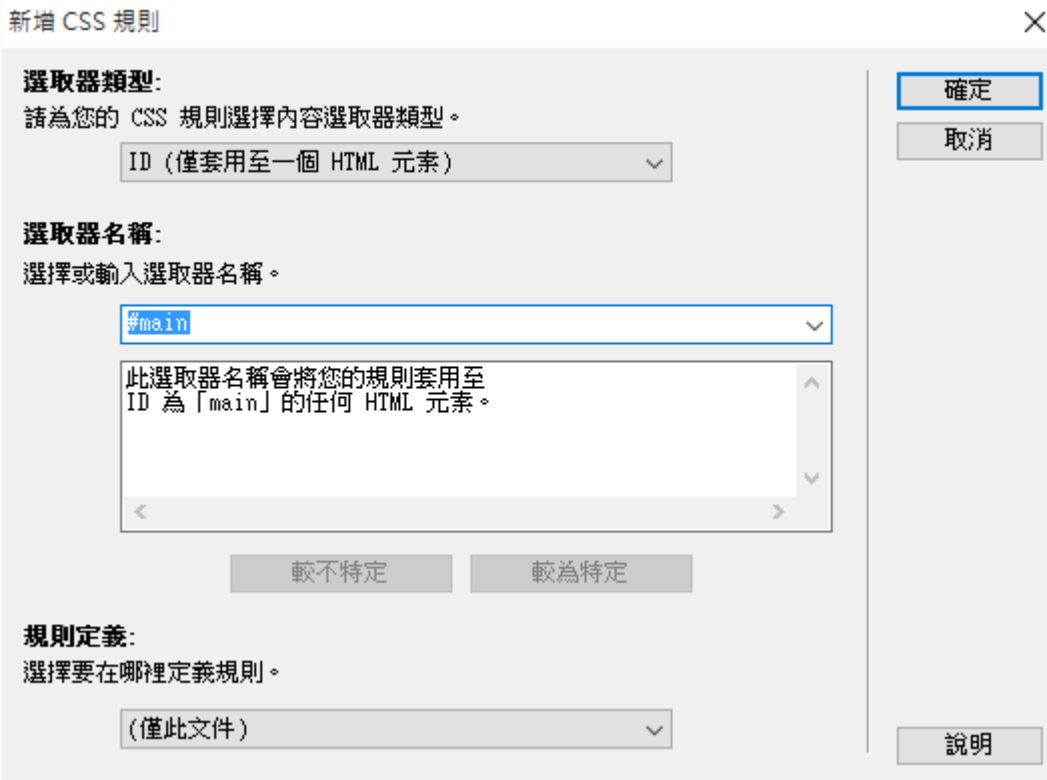 新增 CSS 規則
選取器類型:
請為您的 CSS 規則選擇內容選取器類型。
ID (僅套用至一個 HTML 元素)
選取器名稱:
選擇或輸入選取器名稱。
#main
此選取器名稱會將您的規則套用至
ID 為「main」的任何 HTML 元素。
較不特定
較為特定
規則定義:
選擇要在哪裡定義規則。
(僅此文件)
確定
取消
說明